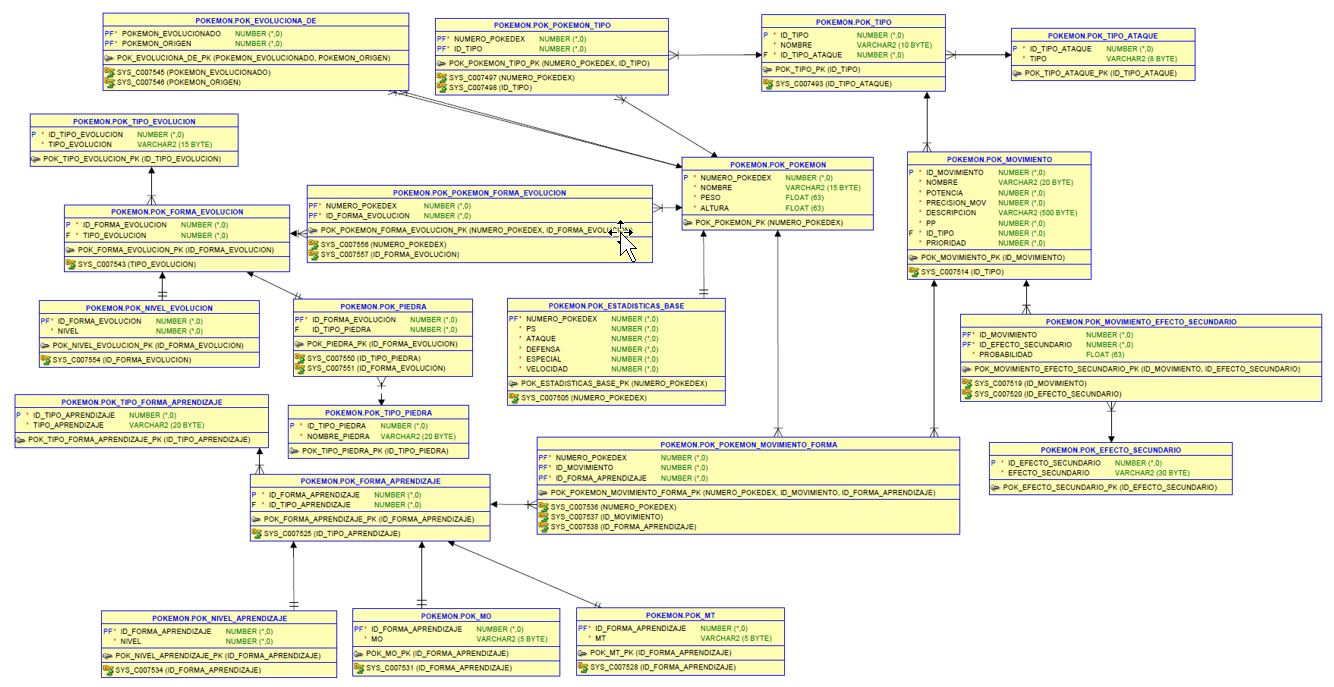 POKEMON.POK_EVOLUCIONA_DE
PF* POKEMON_EVOLUCIONADO NUMBER (*,0)
PF* POKEMON_ORIGEN NUMBER (*,0)
POK_EVOLUCIONA_DE_PK (POKEMON_EVOLUCIONADO, POKEMON_ORIGEN)
SYS_C007545 (POKEMON_EVOLUCIONADO)
SYS_C007546 (POKEMON_ORIGEN)
POKEMON.POK_POKEMON_TIPO
PF* NUMERO_POKEDEX NUMBER (*,0)
PF* ID_TIPO NUMBER (*,0)
POK_POKEMON_TIPO_PK (NUMERO_POKEDEX, ID_TIPO)
SYS_C007497 (NUMERO_POKEDEX)
SYS_C007498 (ID_TIPO)
POKEMON.POK_TIPO
P * ID_TIPO NUMBER (*,0)
* NOMBRE VARCHAR2 (10 BYTE)
F * ID_TIPO_ATAQUE NUMBER (*,0)
POK_TIPO_PK (ID_TIPO)
SYS_C007493 (ID_TIPO_ATAQUE)
POKEMON.POK_TIPO_ATAQUE
P * ID_TIPO_ATAQUE NUMBER (*,0)
* TIPO VARCHAR2 (8 BYTE)
POK_TIPO_ATAQUE_PK (ID_TIPO_ATAQUE)
POKEMON.POK_TIPO_EVOLUCION
P * ID_TIPO_EVOLUCION NUMBER (*,0)
* TIPO_EVOLUCION VARCHAR2 (15 BYTE)
POK_TIPO_EVOLUCION_PK (ID_TIPO_EVOLUCION)
POKEMON.POK_POKEMON
P * NUMERO_POKEDEX NUMBER (*,0)
* NOMBRE VARCHAR2 (15 BYTE)
* PESO FLOAT (63)
* ALTURA FLOAT (63)
POK_POKEMON_PK (NUMERO_POKEDEX)
POKEMON.POK_MOVIMIENTO
P * ID_MOVIMIENTO NUMBER (*,0)
* NOMBRE VARCHAR2 (20 BYTE)
* POTENCIA NUMBER (*,0)
* PRECISION_MOV NUMBER (*,0)
* DESCRIPCION VARCHAR2 (500 BYTE)
* PP NUMBER (*,0)
F * ID_TIPO NUMBER (*,0)
* PRIORIDAD NUMBER (*,0)
POK_MOVIMIENTO_PK (ID_MOVIMIENTO)
SYS_C007514 (ID_TIPO)
POKEMON.POK_POKEMON_FORMA_EVOLUCION
PF* NUMERO_POKEDEX NUMBER (*,0)
PF* ID_FORMA_EVOLUCION NUMBER (*,0)
POK_POKEMON_FORMA_EVOLUCION_PK (NUMERO_POKEDEX, ID_FORMA_EVOLUCION)
SYS_C007556 (NUMERO_POKEDEX)
SYS_C007557 (ID_FORMA_EVOLUCION)
POKEMON.POK_FORMA_EVOLUCION
P * ID_FORMA_EVOLUCION NUMBER (*,0)
F * TIPO_EVOLUCION NUMBER (*,0)
POK_FORMA_EVOLUCION_PK (ID_FORMA_EVOLUCION)
SYS_C007543 (TIPO_EVOLUCION)
POKEMON.POK_NIVEL_EVOLUCION
PF* ID_FORMA_EVOLUCION NUMBER (*,0)
* NIVEL NUMBER (*,0)
POK_NIVEL_EVOLUCION_PK (ID_FORMA_EVOLUCION)
SYS_C007554 (ID_FORMA_EVOLUCION)
POKEMON.POK_PIEDRA
PF* ID_FORMA_EVOLUCION NUMBER (*,0)
F ID_TIPO_PIEDRA NUMBER (*,0)
POK_PIEDRA_PK (ID_FORMA_EVOLUCION)
SYS_C007550 (ID_TIPO_PIEDRA)
SYS_C007551 (ID_FORMA_EVOLUCION)
POKEMON.POK_ESTADISTICAS_BASE
PF* NUMERO_POKEDEX NUMBER (*,0)
* PS NUMBER (*,0)
* ATAQUE NUMBER (*,0)
* DEFENSA NUMBER (*,0)
* ESPECIAL NUMBER (*,0)
* VELOCIDAD NUMBER (*,0)
POK_ESTADISTICAS_BASE_PK (NUMERO_POKEDEX)
SYS_C007505 (NUMERO_POKEDEX)
POKEMON.POK_MOVIMIENTO_EFECTO_SECUNDARIO
PF* ID_MOVIMIENTO NUMBER (*,0)
PF* ID_EFECTO_SECUNDARIO NUMBER (*,0)
* PROBABILIDAD FLOAT (63)
POK_MOVIMIENTO_EFECTO_SECUNDARIO_PK (ID_MOVIMIENTO, ID_EFECTO_SECUNDARIO)
SYS_C007519 (ID_MOVIMIENTO)
SYS_C007520 (ID_EFECTO_SECUNDARIO)
POKEMON.POK_TIPO_FORMA_APRENDIZAJE
P * ID_TIPO_APRENDIZAJE NUMBER (*,0)
* TIPO_APRENDIZAJE VARCHAR2 (20 BYTE)
POK_TIPO_FORMA_APRENDIZAJE_PK (ID_TIPO_APRENDIZAJE)
POKEMON.POK_TIPO_PIEDRA
P * ID_TIPO_PIEDRA NUMBER (*,0)
* NOMBRE_PIEDRA VARCHAR2 (20 BYTE)
POK_TIPO_PIEDRA_PK (ID_TIPO_PIEDRA)
POKEMON.POK_POKEMON_MOVIMIENTO_FORMA
PF* NUMERO_POKEDEX NUMBER (*,0)
PF* ID_MOVIMIENTO NUMBER (*,0)
PF* ID_FORMA_APRENDIZAJE NUMBER (*,0)
POK_POKEMON_MOVIMIENTO_FORMA_PK (NUMERO_POKEDEX, ID_MOVIMIENTO, ID_FORMA_APRENDIZAJE)
SYS_C007536 (NUMERO_POKEDEX)
SYS_C007537 (ID_MOVIMIENTO)
SYS_C007538 (ID_FORMA_APRENDIZAJE)
POKEMON.POK_EFECTO_SECUNDARIO
P * ID_EFECTO_SECUNDARIO NUMBER (*,0)
* EFECTO_SECUNDARIO VARCHAR2 (30 BYTE)
POK_EFECTO_SECUNDARIO_PK (ID_EFECTO_SECUNDARIO)
POKEMON.POK_FORMA_APRENDIZAJE
P * ID_FORMA_APRENDIZAJE NUMBER (*,0)
F * ID_TIPO_APRENDIZAJE NUMBER (*,0)
POK_FORMA_APRENDIZAJE_PK (ID_FORMA_APRENDIZAJE)
SYS_C007525 (ID_TIPO_APRENDIZAJE)
POKEMON.POK_NIVEL_APRENDIZAJE
PF* ID_FORMA_APRENDIZAJE NUMBER (*,0)
* NIVEL NUMBER (*,0)
POK_NIVEL_APRENDIZAJE_PK (ID_FORMA_APRENDIZAJE)
SYS_C007534 (ID_FORMA_APRENDIZAJE)
POKEMON.POK_MO
PF* ID_FORMA_APRENDIZAJE NUMBER (*,0)
* MO VARCHAR2 (5 BYTE)
POK_MO_PK (ID_FORMA_APRENDIZAJE)
SYS_C007531 (ID_FORMA_APRENDIZAJE)
POKEMON.POK_MT
PF* ID_FORMA_APRENDIZAJE NUMBER (*,0)
* MT VARCHAR2 (5 BYTE)
POK_MT_PK (ID_FORMA_APRENDIZAJE)
SYS_C007528 (ID_FORMA_APRENDIZAJE)